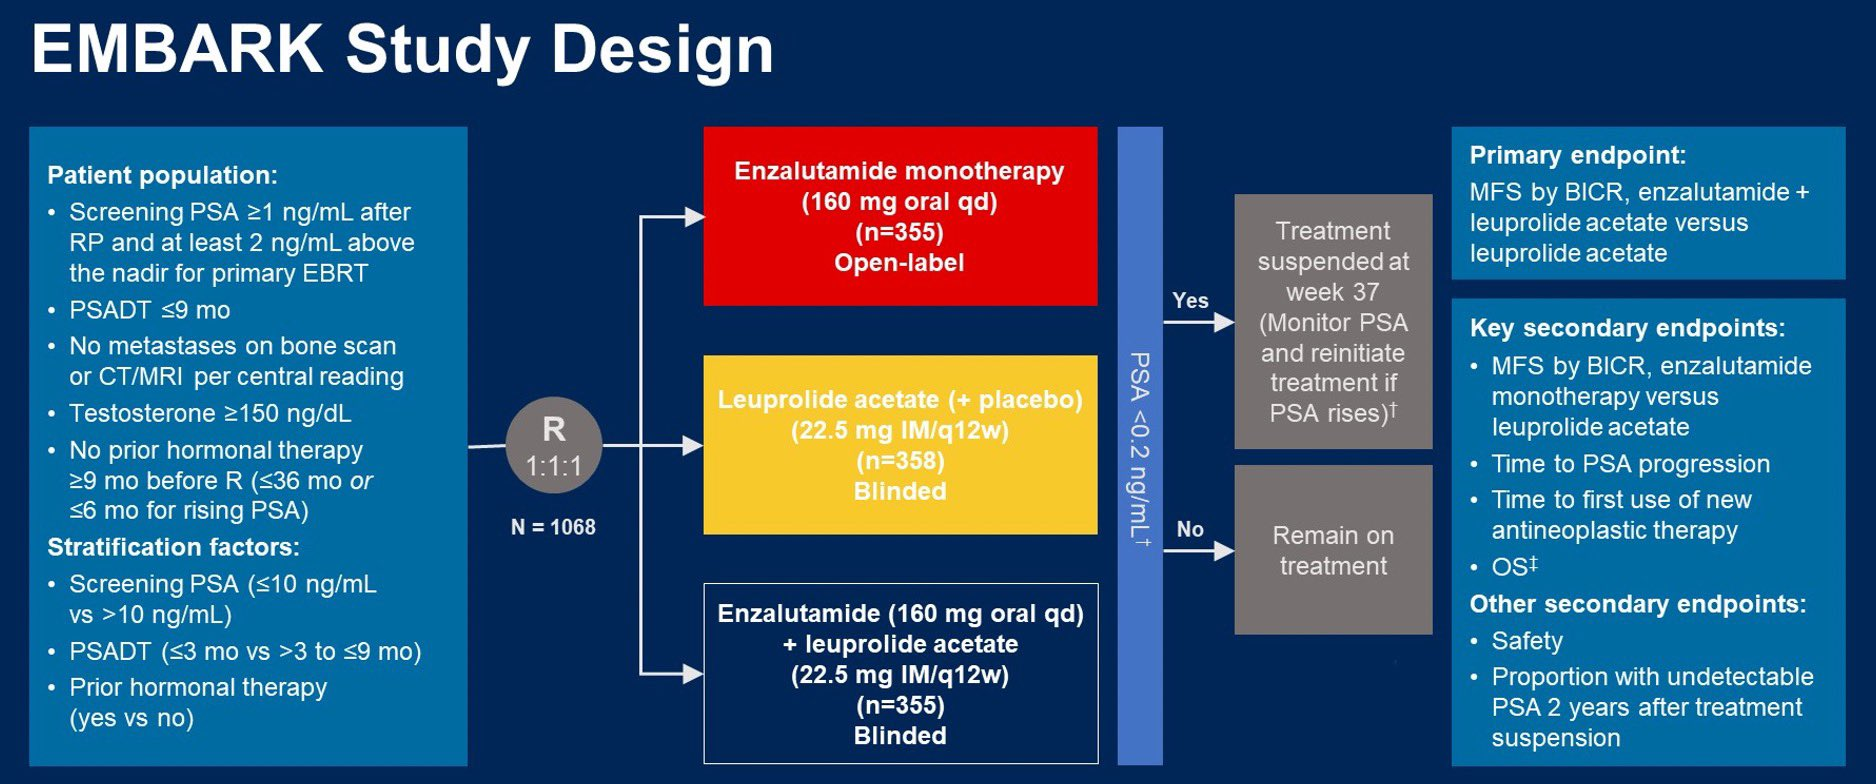 EMBARK Study Design
Patient population:
• Screening PSA ≥1 ng/mL after
RP and at least 2 ng/mL above
the nadir for primary EBRT
• PSADT ≤9 mo
• No metastases on bone scan
or CT/MRI per central reading
• Testosterone ≥150 ng/dL
• No prior hormonal therapy
≥9 mo before R (≤36 mo or
≤6 mo for rising PSA)
Stratification factors:
• Screening PSA (≤10 ng/mL
vs >10 ng/mL)
• PSADT (≤3 mo vs >3 to ≤9 mo)
• Prior hormonal therapy
(yes vs no)
R
1:1:1
N = 1068
Enzalutamide monotherapy
(160 mg oral qd)
(n=355)
Open-label
Leuprolide acetate (+ placebo)
(22.5 mg IM/q12w)
(n=358)
Blinded
Enzalutamide (160 mg oral qd)
+ leuprolide acetate
(22.5 mg IM/q12w)
(n=355)
Blinded
PSA <0.2 ng/mL†
Yes
No
Treatment
suspended at
week 37
(Monitor PSA
and reinitiate
treatment if
PSA rises)†
Remain on
treatment
Primary endpoint:
MFS by BICR, enzalutamide +
leuprolide acetate versus
leuprolide acetate
Key secondary endpoints:
• MFS by BICR, enzalutamide
monotherapy versus
leuprolide acetate
• Time to PSA progression
• Time to first use of new
antineoplastic therapy
• OS‡
Other secondary endpoints:
• Safety
• Proportion with undetectable
PSA 2 years after treatment
suspension